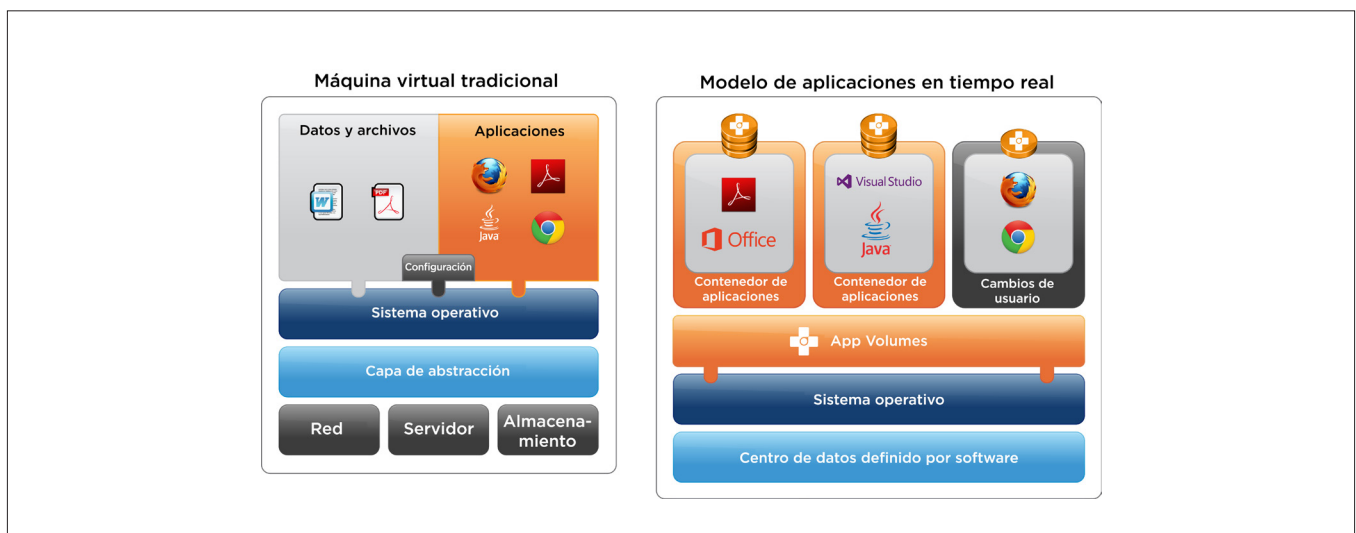 Máquina virtual tradicional
Datos y archivos
Aplicaciones
W
PDF
Java
Configuración
Sistema operativo
Capa de abstracción
Red
Servidor
Almacena-
miento
Modelo de aplicaciones en tiempo real
Office
Contenedor de
aplicaciones
Visual Studio
Java
Contenedor de
aplicaciones
Cambios de
usuario
App Volumes
Sistema operativo
Centro de datos definido por software